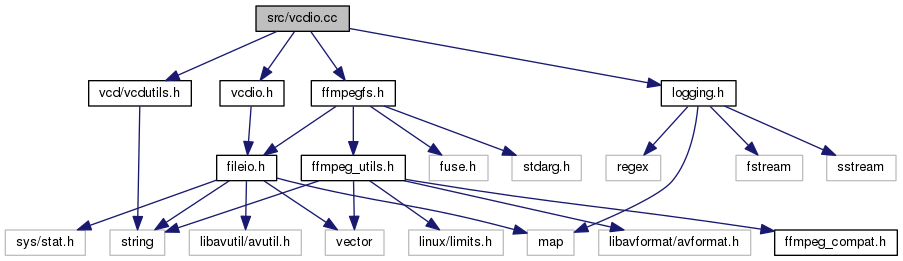 src/vcdio.cc
vcd/vcdutils.h
vcdio.h
ffmpegfs.h
logging.h
fileio.h
ffmpeg_utils.h
fuse.h
stdarg.h
regex
fstream
sstream
sys/stat.h
string
libavutil/avutil.h
vector
linux/limits.h
map
libavformat/avformat.h
ffmpeg_compat.h